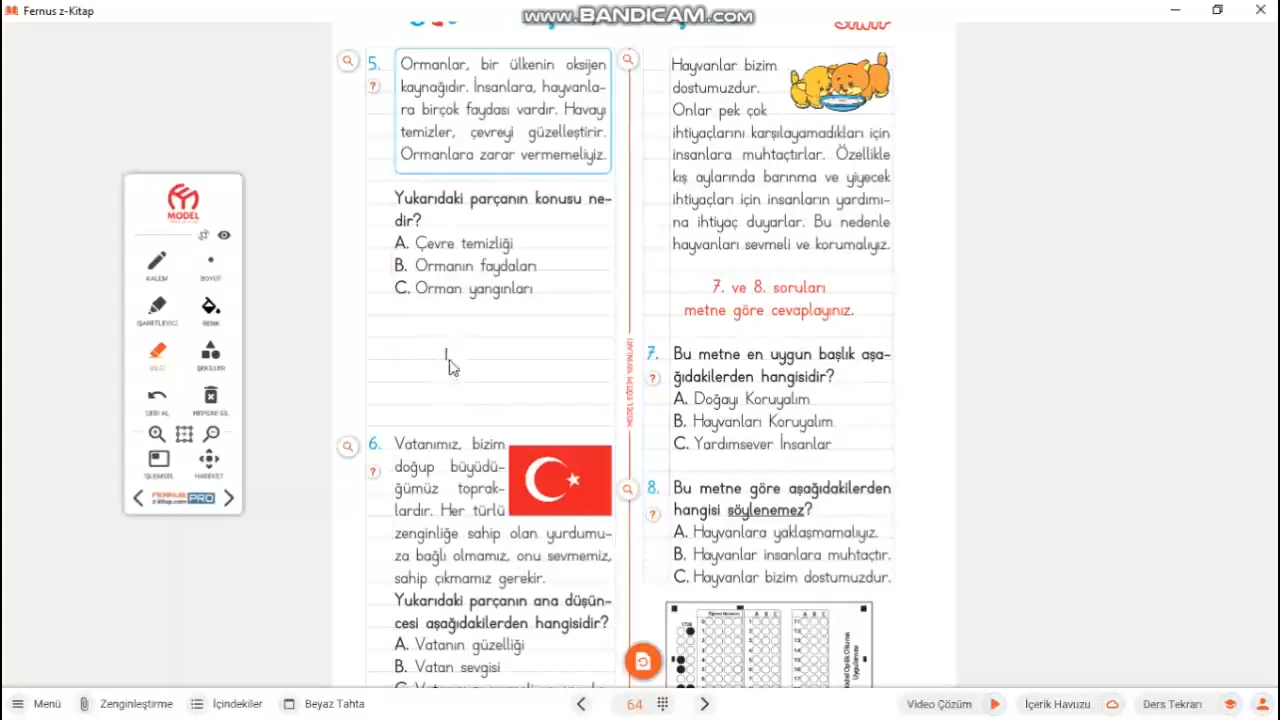 Fernus z-Kitap
www.BANDICAM.com
5.
Ormanlar, bir ülkenin oksijen
kaynağıdır. İnsanlara, hayvanla-
ra birçok faydası vardır. Havayı
temizler, çevreyi güzelleştirir.
Ormanlara zarar vermemeliyiz.
Yukarıdaki parçanın konusu ne-
dir?
A. Çevre temizliği
B. Ormanın faydaları
C. Orman yangınları
6. Vatanımız, bizim
doğup büyüdü-
ğümüz toprak-
lardır. Her türlü
zenginliğe sahip olan yurdumu-
za bağlı olmamız, onu sevmemiz,
sahip çıkmamız gerekir.
Yukarıdaki parçanın ana düşün-
cesi aşağıdakilerden hangisidir?
A. Vatanın güzelliği
B. Vatan sevgisi
MODEL EĞİTİM YAYINLARI
Hayvanlar bizim
dostumuzdur.
Onlar pek çok
ihtiyaçlarını karşılayamadıkları için
insanlara muhtaçtırlar. Özellikle
kış aylarında barınma ve yiyecek
ihtiyaçları için insanların yardımı-
na ihtiyaç duyarlar. Bu nedenle
hayvanları sevmeli ve korumalıyız.
7. ve 8. soruları
metne göre cevaplayınız.
7. Bu metne en uygun başlık aşa-
ğıdakilerden hangisidir?
A. Doğayı Koruyalım
B. Hayvanları Koruyalım
C. Yardımsever İnsanlar
8. Bu metne göre aşağıdakilerden
hangisi söylenemez?
A. Hayvanlara yaklaşmamalıyız.
B. Hayvanlar insanlara muhtaçtır.
C. Hayvanlar bizim dostumuzdur.
MODEL
KALEM
BOYUT
İŞARETLEYİCİ
RENK
SİLGİ
ŞEKİLLER
GERİ AL
HEPSİNİ SİL
İŞLEMLER
HAREKET
FERNUS
z-kitap.com PRO
Menü
Zenginleştirme
İçindekiler
Beyaz Tahta
64
Video Çözüm
İçerik Havuzu
Ders Tekrarı